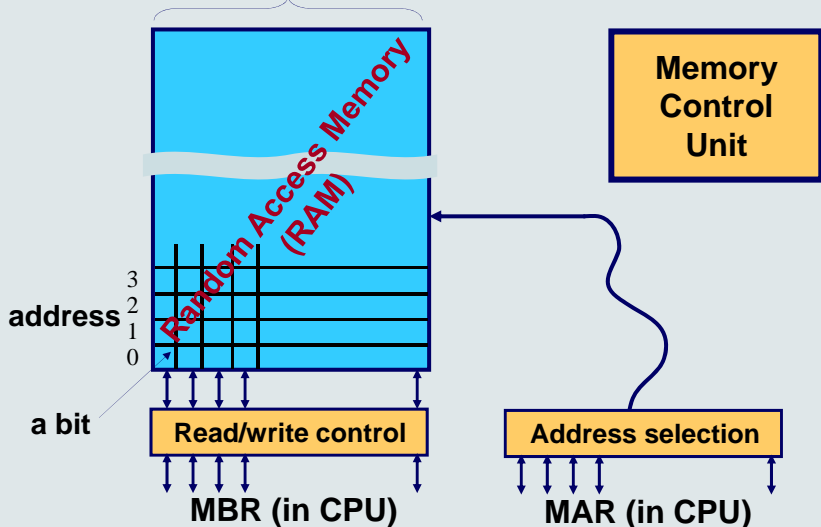 Random Access Memory
(RAM)
Memory
Control
Unit
3
2
address
1
0
a bit
Read/write control
Address selection
MBR (in CPU)
MAR (in CPU)